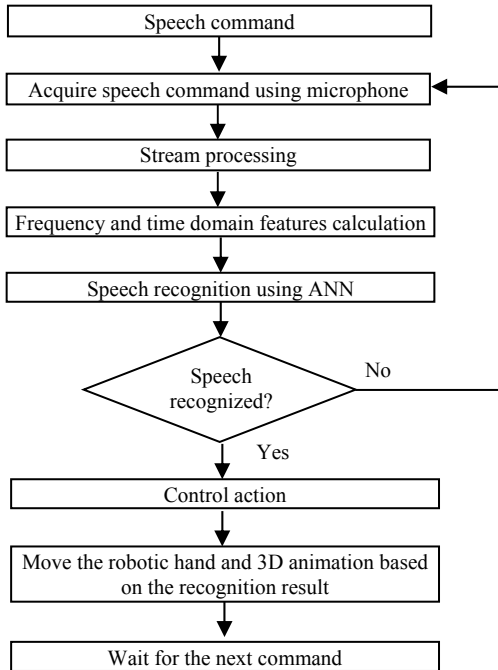 Speech command
Acquire speech command using microphone
Stream processing
Frequency and time domain features calculation
Speech recognition using ANN
Speech
recognized?
No
Yes
Control action
Move the robotic hand and 3D animation based
on the recognition result
Wait for the next command